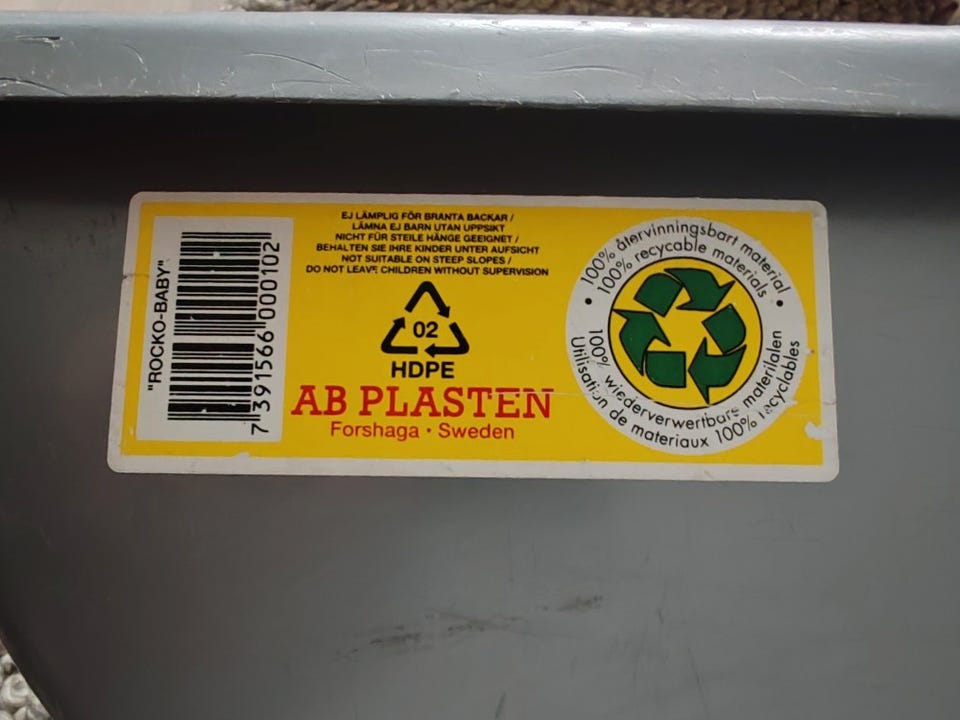 "ROCKO-BABY"
7 391566 000102
EJ LÄMPLIG FÖR BRANTA BACKAR /
LÄMNA EJ BARN UTAN UPPSIKT
NICHT FÜR STEILE HÄNGE GEEIGNET /
BEHALTEN SIE IHRE KINDER UNTER AUFSICHT
NOT SUITABLE ON STEEP SLOPES /
DO NOT LEAVE CHILDREN WITHOUT SUPERVISION
02
HDPE
AB PLASTEN
Forshaga · Sweden
100% återvinningsbart material
100% recycable materials
100% wiederverwertbare materilalen
Utilisation de materiaux 100% recyclables